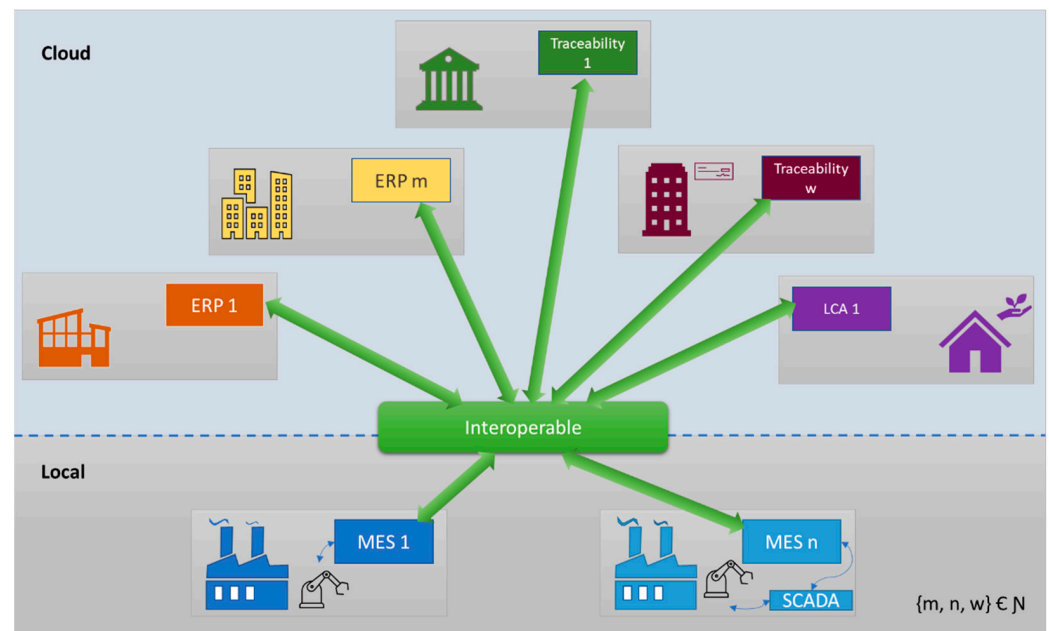 Cloud
Traceability
1
ERP m
Traceability
w
ERP 1
LCA 1
Interoperable
Local
MES 1
MES n
SCADA
{m, n, w} € Ɲ